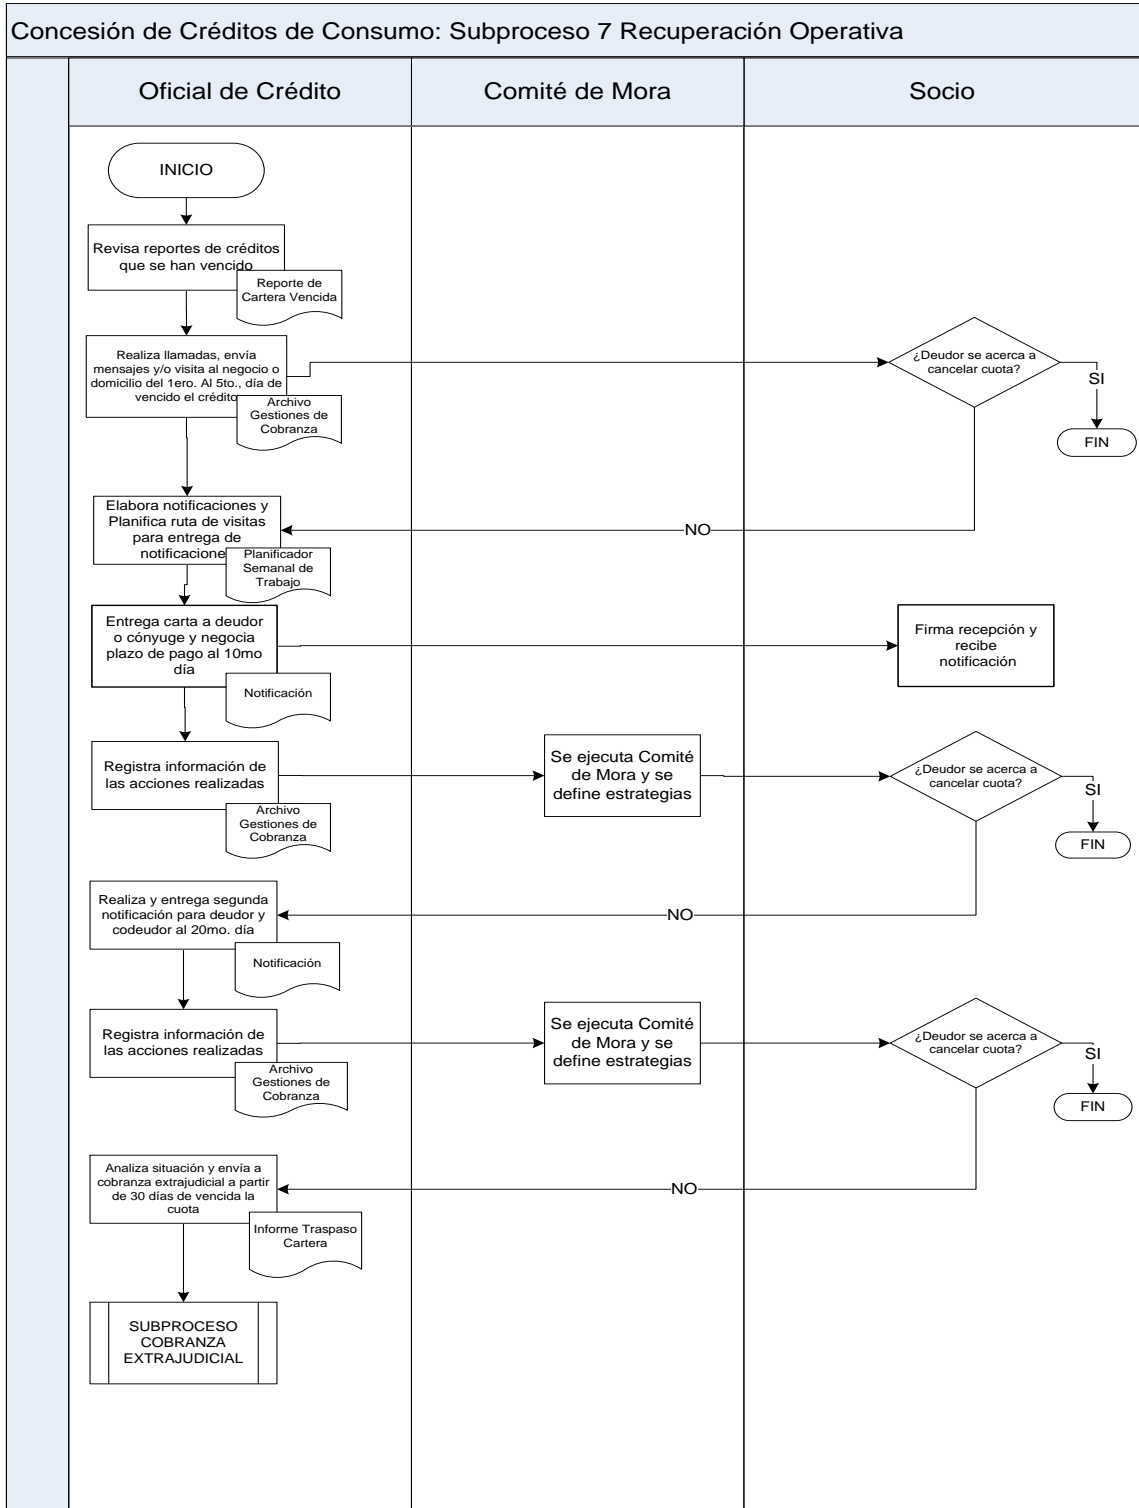 Concesión de Créditos de Consumo: Subproceso 7 Recuperación Operativa
Oficial de Crédito
Comité de Mora
Socio
INICIO
Revisa reportes de créditos
que se han vencido
Reporte de
Cartera Vencida
Realiza llamadas, envía
mensajes y/o visita al negocio o
domicilio del 1ero. Al 5to., día de
vencido el crédito
Archivo
Gestiones de
Cobranza
¿Deudor se acerca a
cancelar cuota?
SI
FIN
NO
Elabora notificaciones y
Planifica ruta de visitas
para entrega de
notificacione
Planificador
Semanal de
Trabajo
Entrega carta a deudor
o cónyuge y negocia
plazo de pago al 10mo
día
Notificación
Firma recepción y
recibe
notificación
Registra información de
las acciones realizadas
Archivo
Gestiones de
Cobranza
Se ejecuta Comité
de Mora y se
define estrategias
¿Deudor se acerca a
cancelar cuota?
SI
FIN
NO
Realiza y entrega segunda
notificación para deudor y
codeudor al 20mo. día
Notificación
Registra información de
las acciones realizadas
Archivo
Gestiones de
Cobranza
Se ejecuta Comité
de Mora y se
define estrategias
¿Deudor se acerca a
cancelar cuota?
SI
FIN
NO
Analiza situación y envía a
cobranza extrajudicial a partir
de 30 días de vencida la
cuota
Informe Traspaso
Cartera
SUBPROCESO
COBRANZA
EXTRAJUDICIAL